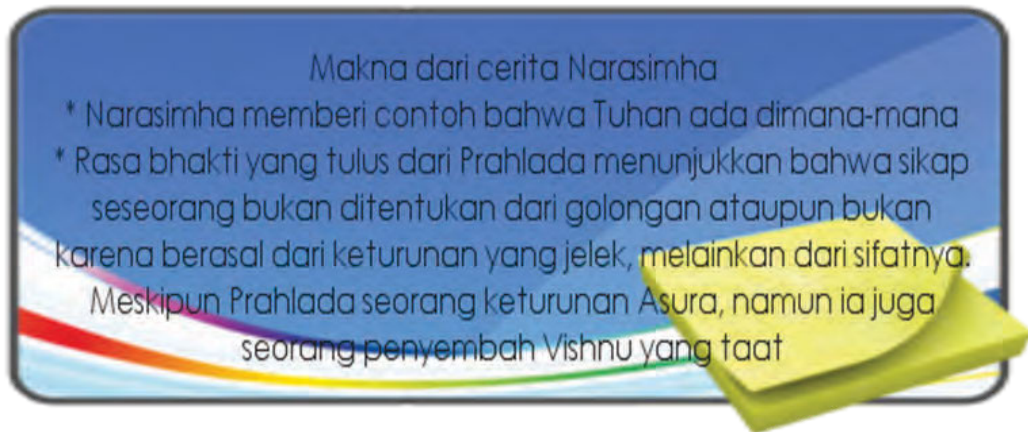 Makna dari cerita Narasimha
* Narasimha memberi contoh bahwa Tuhan ada dimana-mana
* Rasa bhakti yang tulus dari Prahlada menunjukkan bahwa sikap
seseorang bukan ditentukan dari golongan ataupun bukan
karena berasal dari keturunan yang jelek, melainkan dari sifatnya.
Meskipun Prahlada seorang keturunan Asura, namun ia juga
seorang penyembah Vishnu yang taat